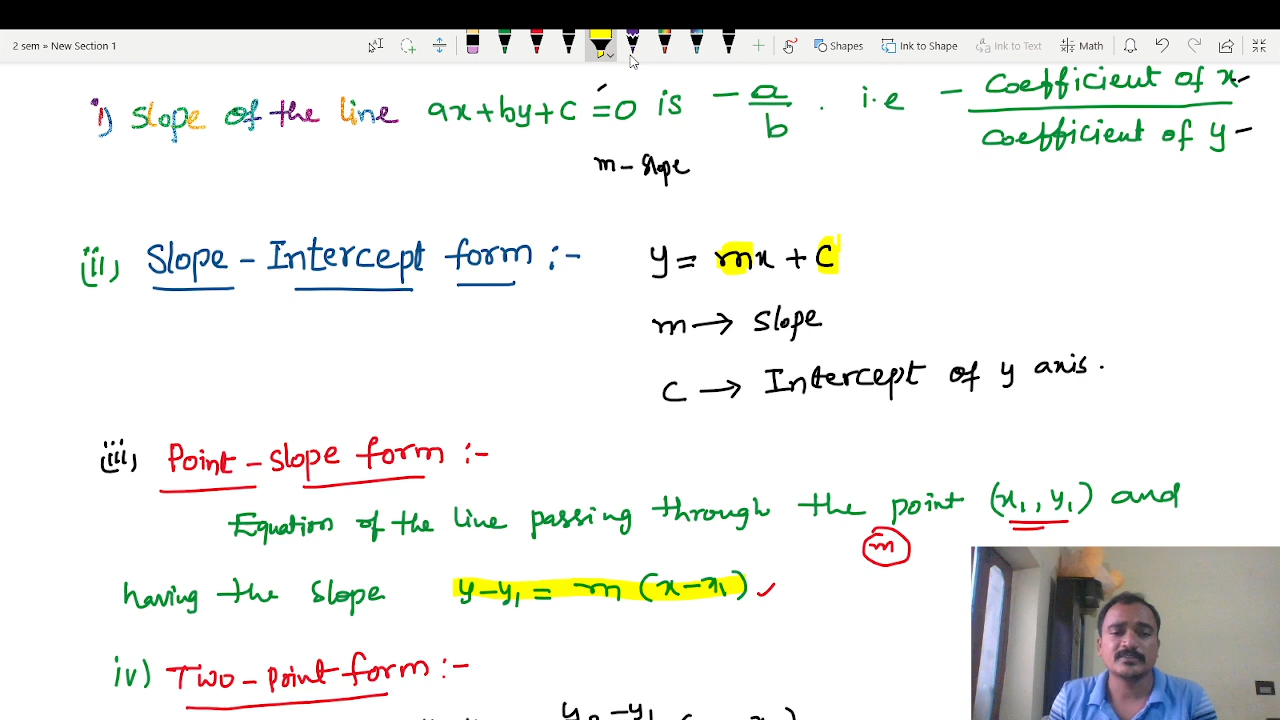 2 sem » New Section 1
Shapes Ink to Shape Ink to Text Math
i) slope of the line ax+by+c =0 is -a/b . i.e - coefficient of x/coefficient of y
m - slope
(ii) Slope - Intercept form :- y = mx + c
m → slope
c → Intercept of y axis.
(iii) Point - slope form :-
Equation of the line passing through the point (x₁, y₁) and
m
having the slope y-y₁ = m (x-x₁) ✓
iv) Two - point form :-